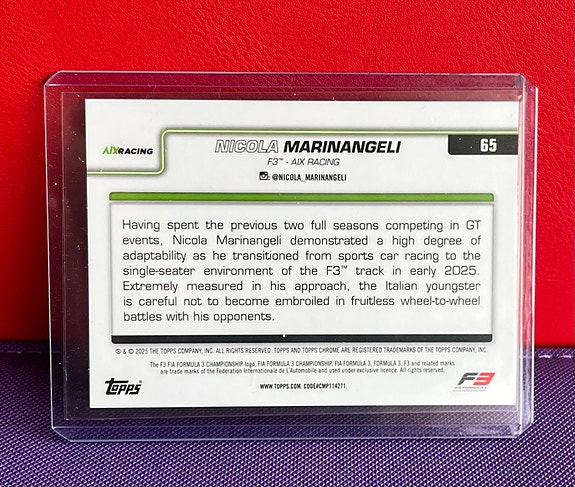 AIXRACING
NICOLA MARINANGELI
65
F3™ - AIX RACING
: @NICOLA_MARINANGELI
Having spent the previous two full seasons competing in GT
events, Nicola Marinangeli demonstrated a high degree of
adaptability as he transitioned from sports car racing to the
single-seater environment of the F3™ track in early 2025.
Extremely measured in his approach, the Italian youngster
is careful not to become embroiled in fruitless wheel-to-wheel
battles with his opponents.
® & © 2025 THE TOPPS COMPANY, INC. ALL RIGHTS RESERVED. TOPPS AND TOPPS CHROME ARE REGISTERED TRADEMARKS OF THE TOPPS COMPANY, INC.
The F3 FIA FORMULA 3 CHAMPIONSHIP logo, FIA FORMULA 3 CHAMPIONSHIP, FIA FORMULA 3, FORMULA 3, F3 and related marks
are trade marks of the Federation Internationale de L'Automobile and used under exclusive licence. All rights reserved.
Topps
WWW.TOPPS.COM. CODE#CMP114271.
F3